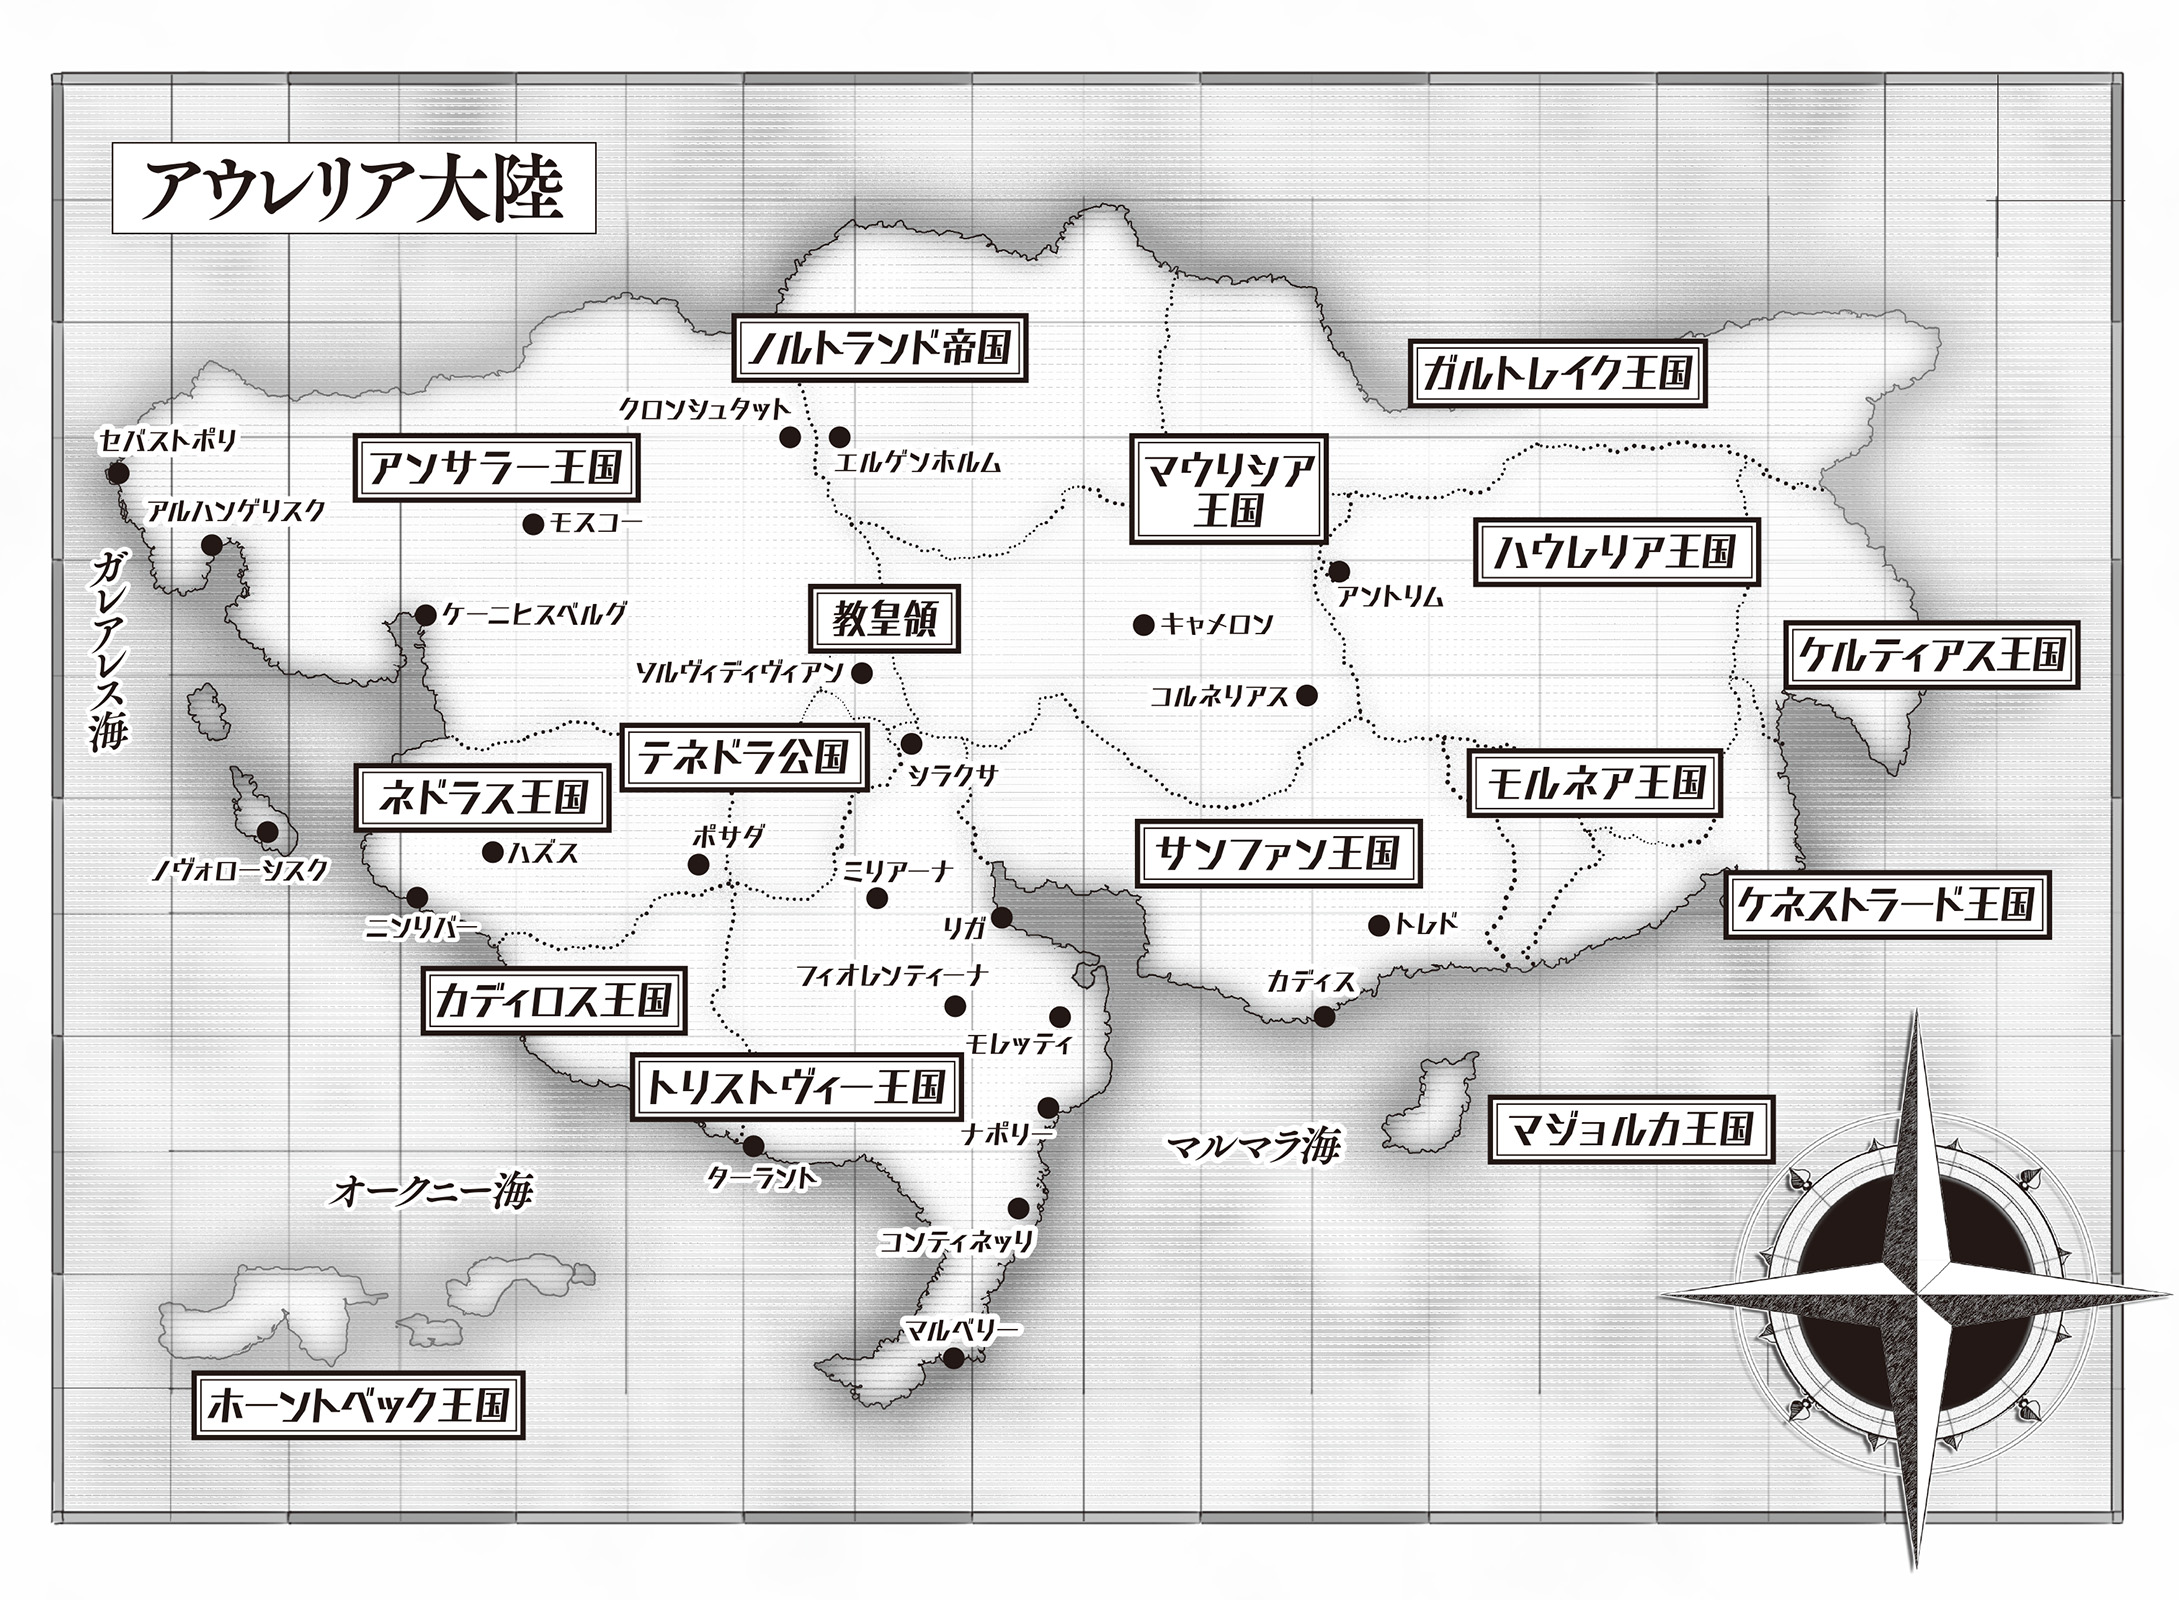 アウレリア大陸
ノルトランド帝国
ガルトレイク王国
クロンシュタット
エルゲンホルム
セバストポリ
アンサラー王国
マウリシア
王国
アルハンゲリスク
モスコー
ハウレリア王国
ガレアレス海
アントリム
ケーニヒスベルグ
教皇領
キャメロン
ケルティアス王国
ソルヴィディヴィアン
コルネリアス
テネドラ公国
シラクサ
ネドラス王国
モルネア王国
ポサダ
ハズス
サンファン王国
ノヴォローシスク
ミリアーナ
ニンリバー
リガ
トレド
ケネストラード王国
フィオレンティーナ
カディス
カディロス王国
モレッティ
トリストヴィー王国
ナポリー
マルマラ海
マジョルカ王国
ターラント
オークニー海
コンティネッリ
マルベリー
ホーントベック王国